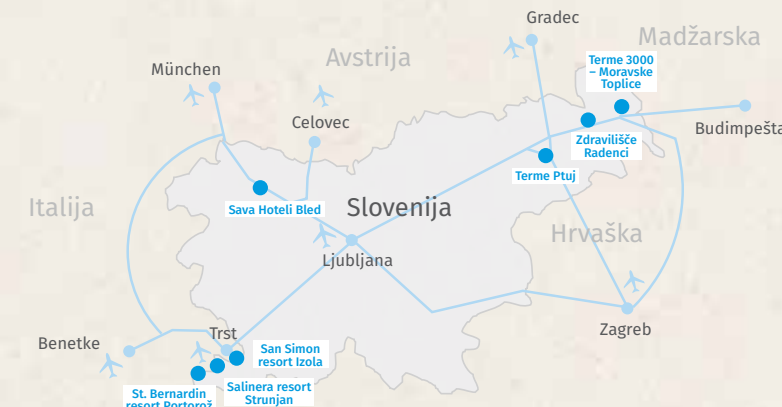 Gradec
Madžarska
Avstrija
Terme 3000
– Moravske
Toplice
München
Celovec
Budimpešta
Zdravilišče
Radenci
Terme Ptuj
Italija
Sava Hoteli Bled
Slovenija
Hrvaška
Ljubljana
Zagreb
Trst
Benetke
San Simon
resort Izola
Salinera resort
Strunjan
St. Bernardin
resort Portorož